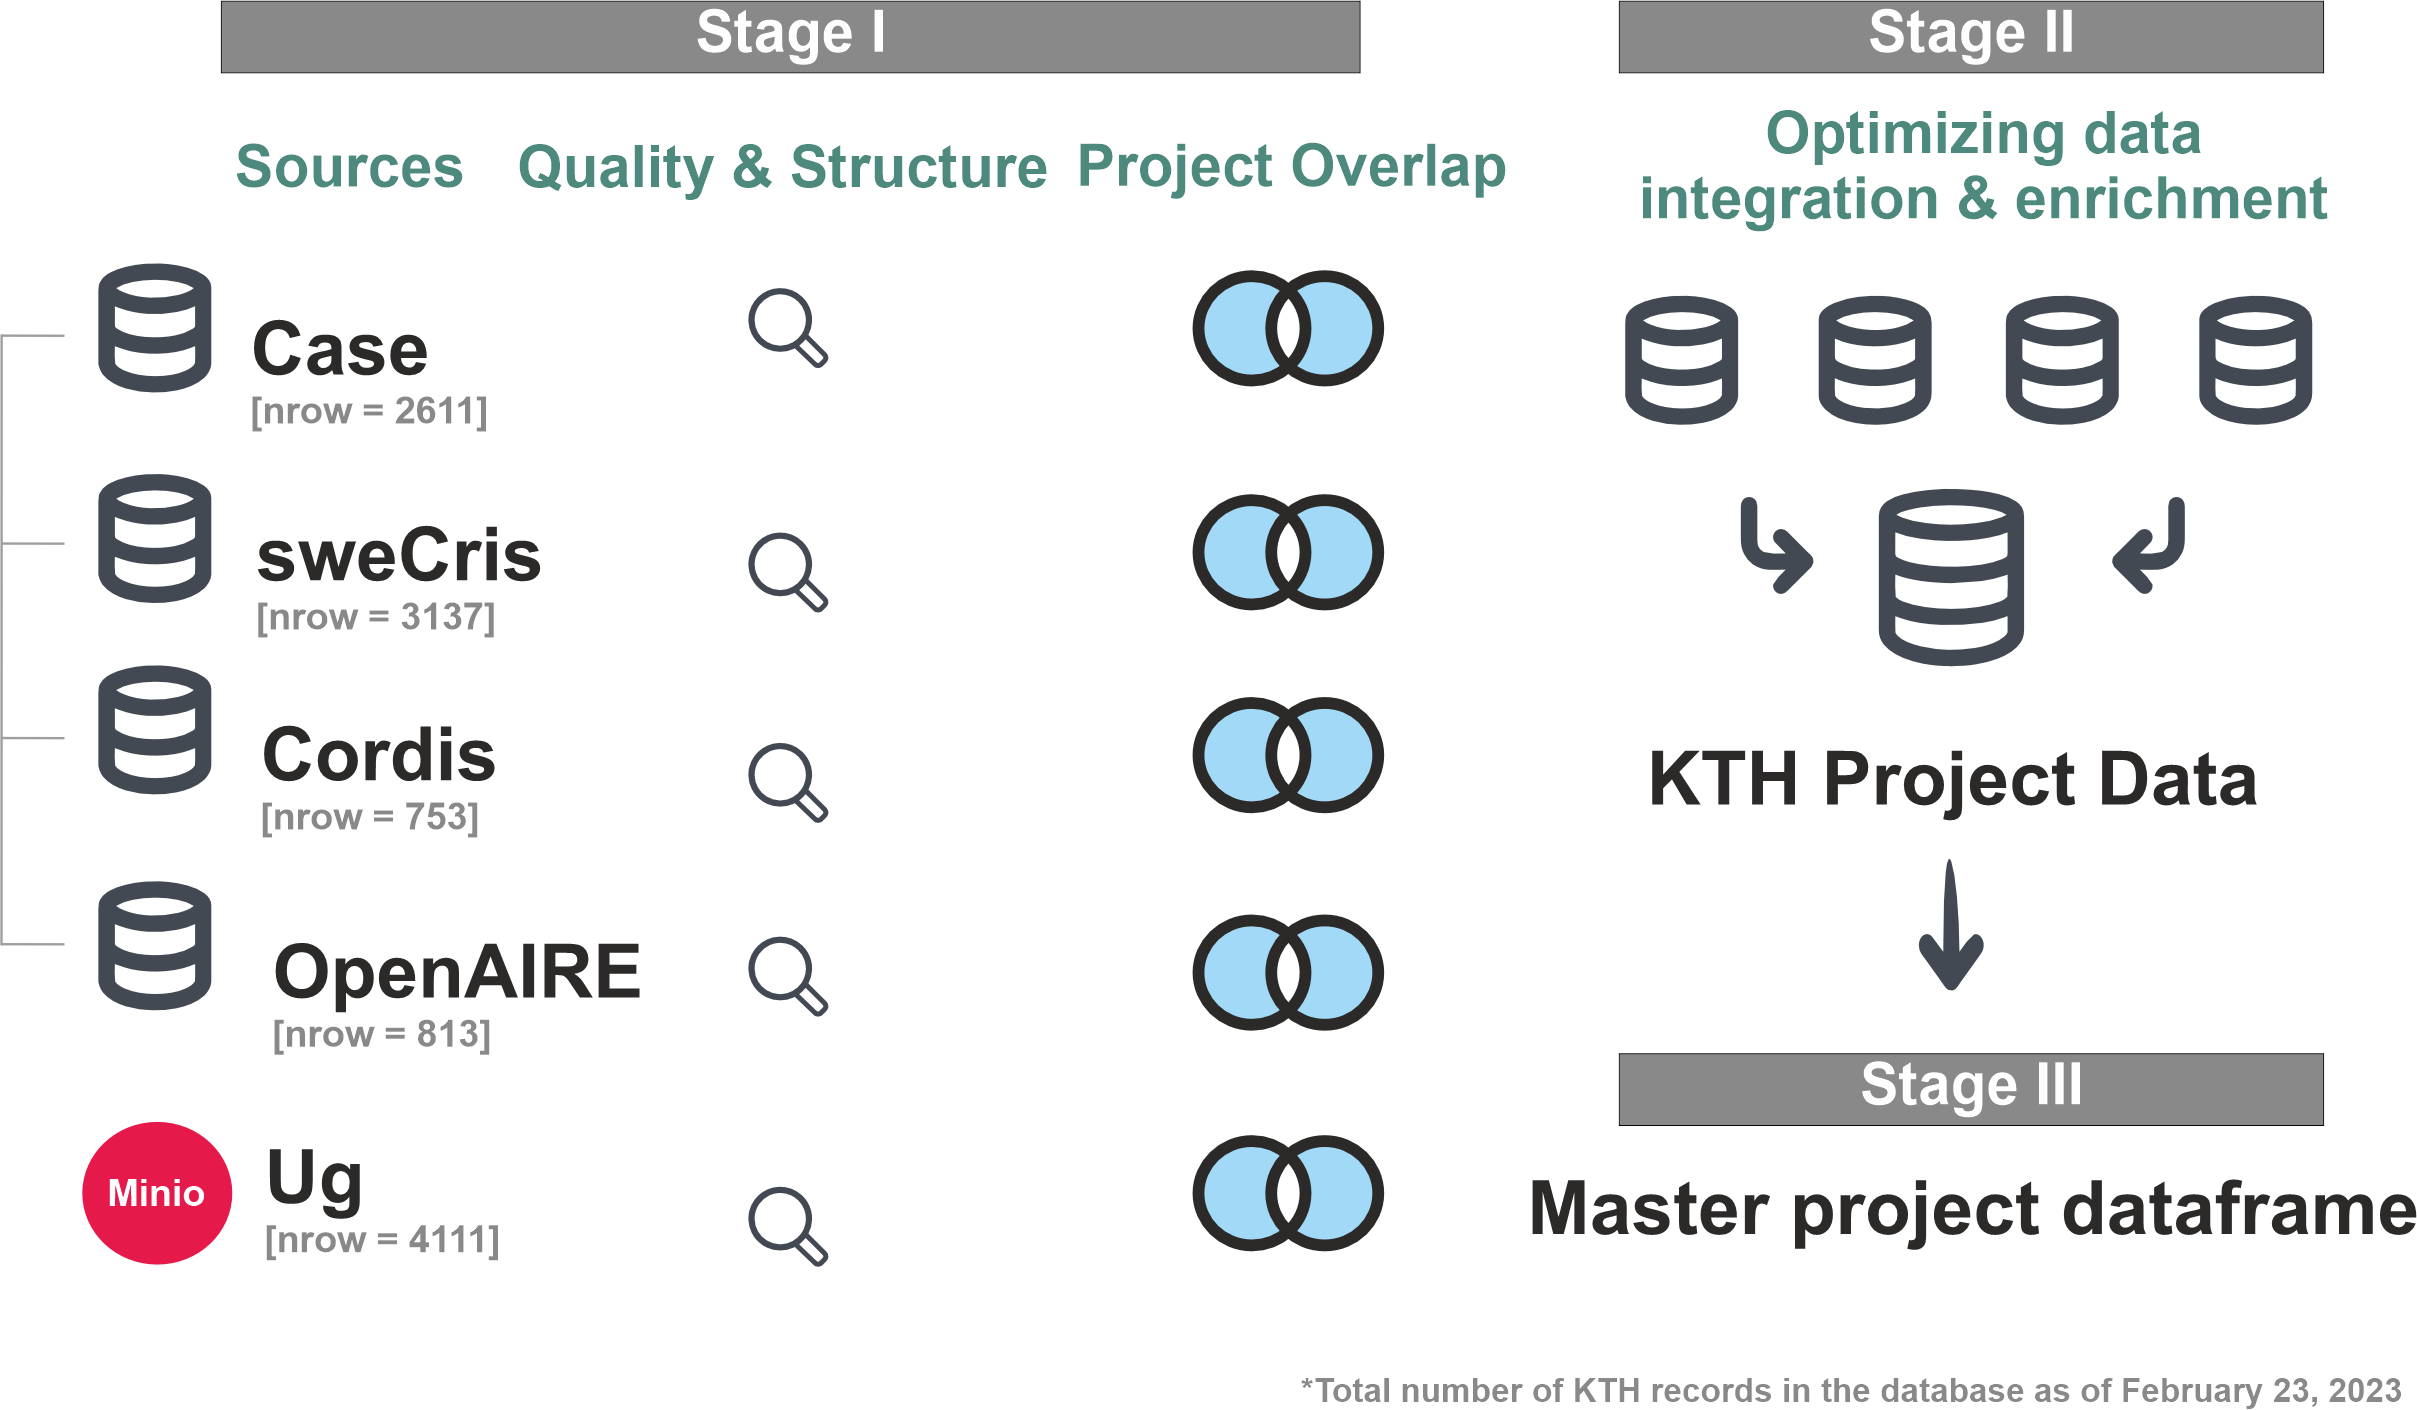 Stage I
Sources
Quality & Structure
Project Overlap
Case
[nrow = 2611]
sweCris
[nrow = 3137]
Cordis
[nrow = 753]
OpenAIRE
[nrow = 813]
Minio
Ug
[nrow = 4111]
Stage II
Optimizing data
integration & enrichment
KTH Project Data
Stage III
Master project dataframe
*Total number of KTH records in the database as of February 23, 2023